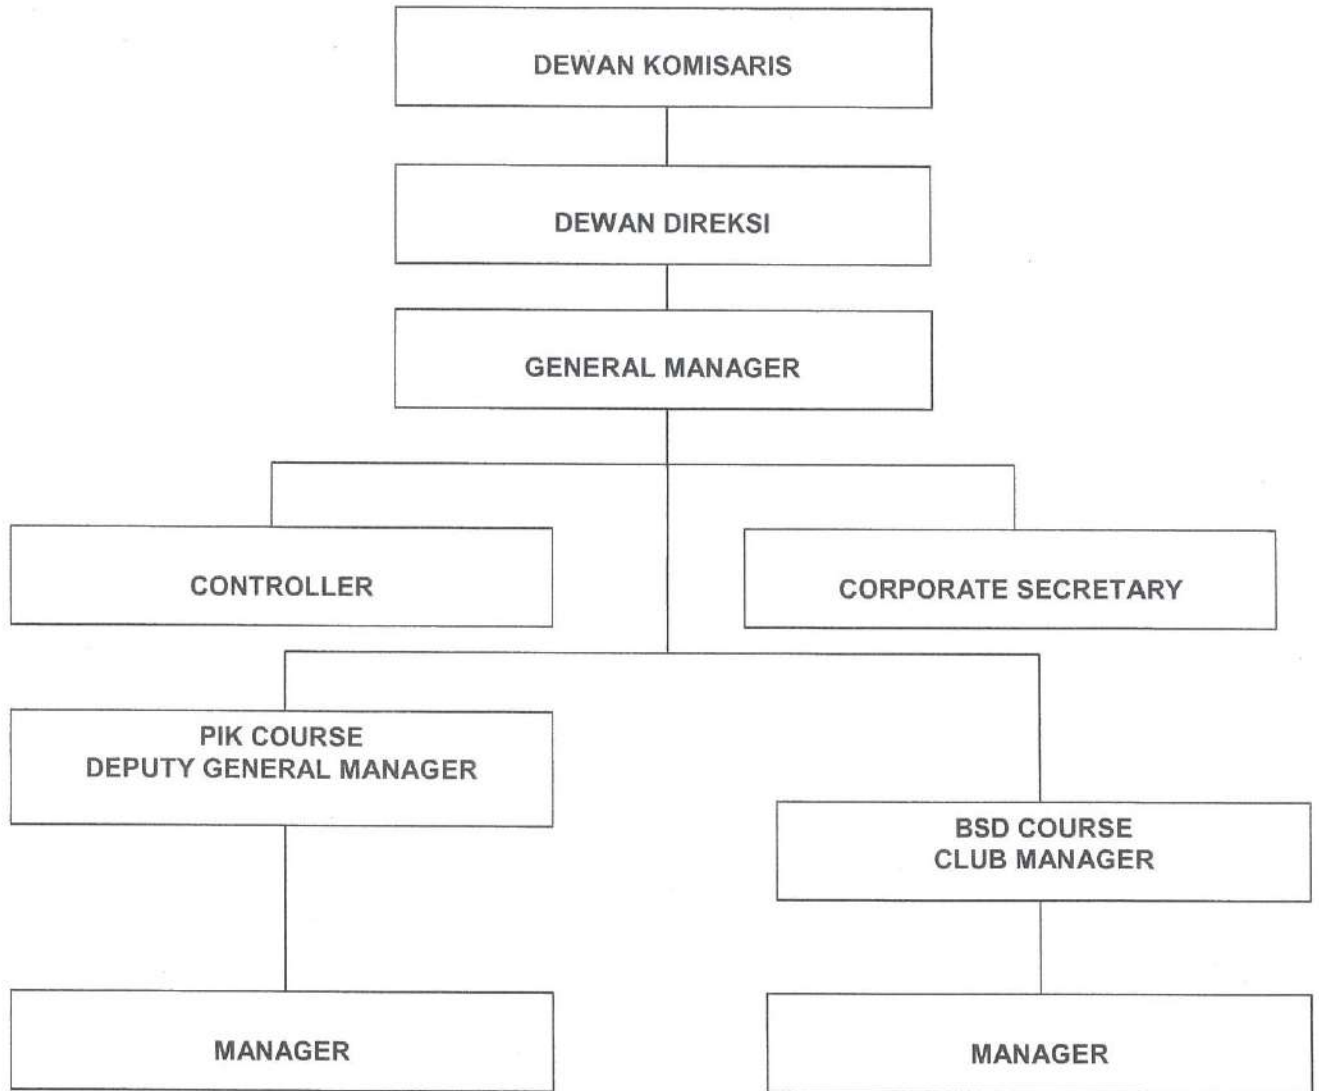 DEWAN KOMISARIS
DEWAN DIREKSI
GENERAL MANAGER
CONTROLLER
CORPORATE SECRETARY
PIK COURSE
DEPUTY GENERAL MANAGER
BSD COURSE
CLUB MANAGER
MANAGER
MANAGER